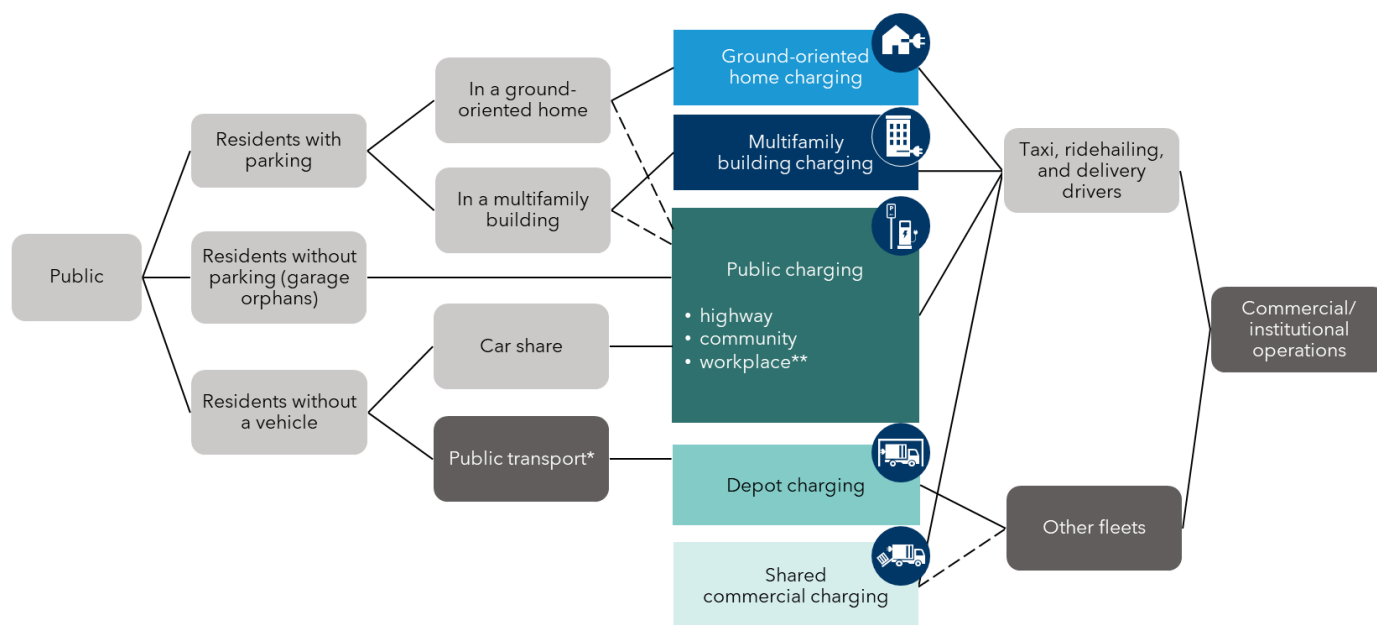 Public
Residents with
parking
Residents without
parking (garage
orphans)
Residents without
a vehicle
In a ground-
oriented home
In a multifamily
building
Car share
Public transport*
Ground-oriented
home charging
Multifamily
building charging
P
Public charging
• highway
• community
• workplace**
Depot charging
Shared
commercial charging
Taxi, ridehailing,
and delivery
drivers
Other fleets
Commercial/
institutional
operations